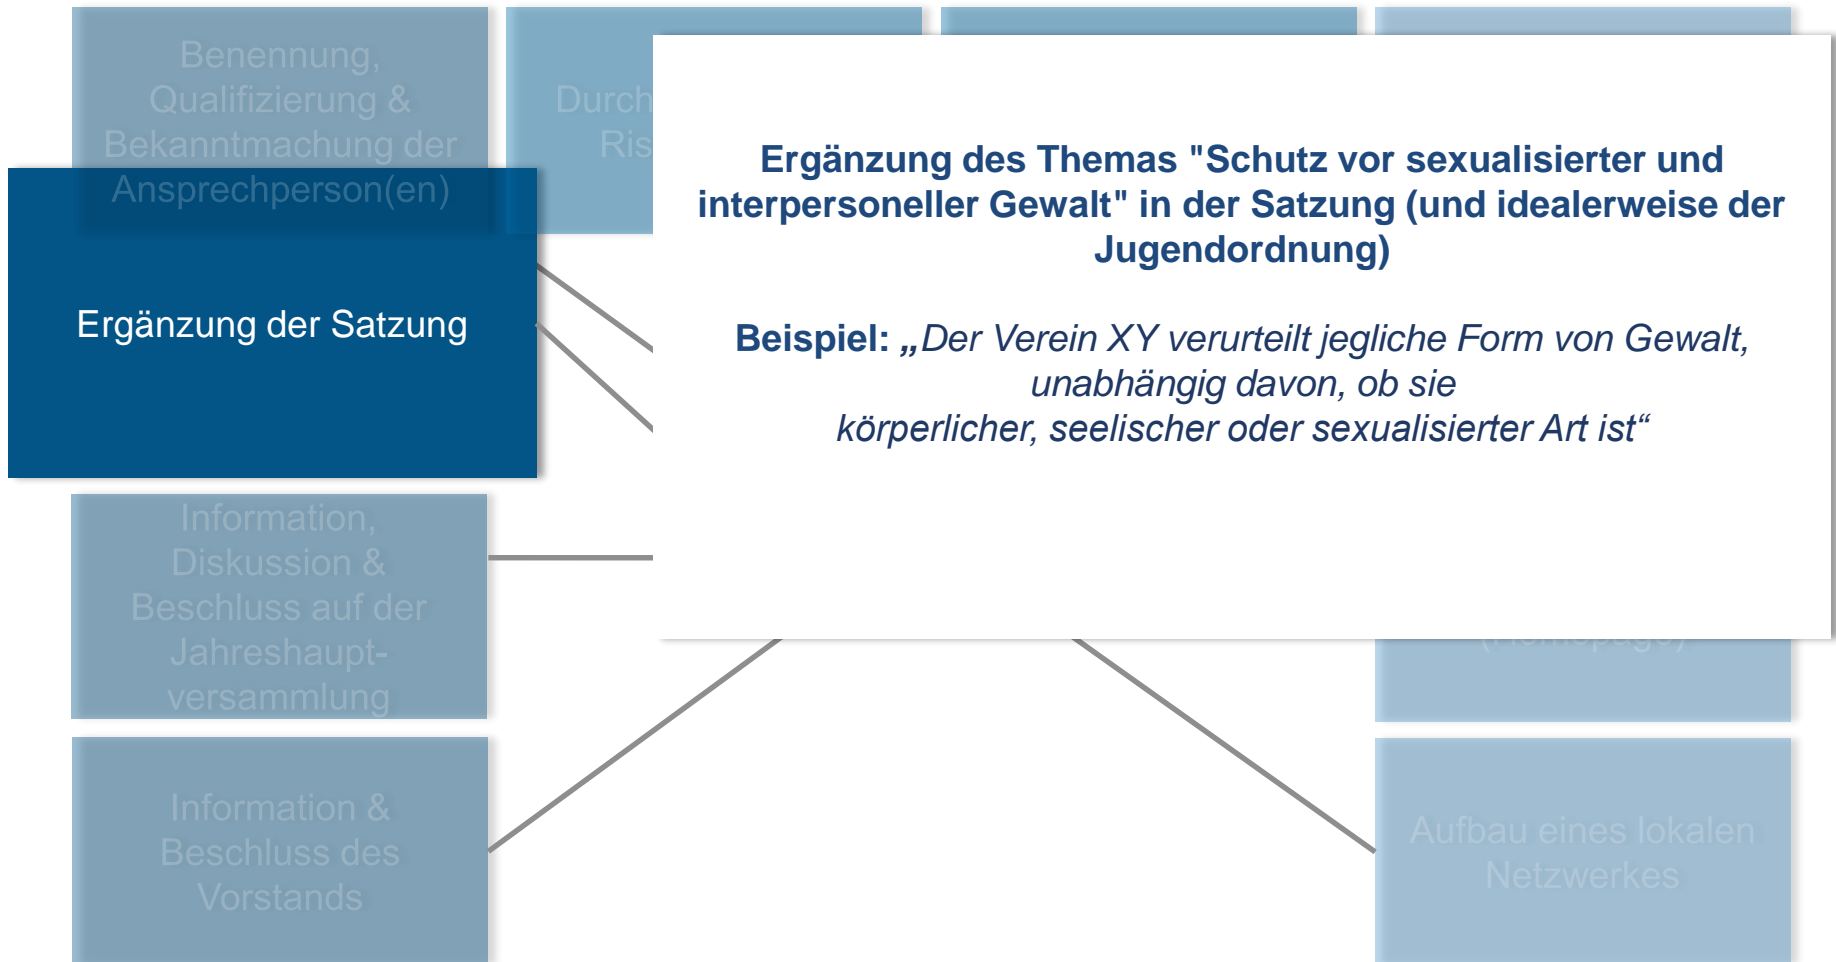 Benennung,
Qualifizierung &
Bekanntmachung der
Ansprechperson(en)
Ergänzung der Satzung
Ergänzung des Themas "Schutz vor sexualisierter und
interpersoneller Gewalt" in der Satzung (und idealerweise der
Jugendordnung)
Beispiel: „Der Verein XY verurteilt jegliche Form von Gewalt,
unabhängig davon, ob sie
körperlicher, seelischer oder sexualisierter Art ist“
Information,
Diskussion &
Beschluss auf der
Jahreshaupt-
versammlung
(Homepage)
Information &
Beschluss des
Vorstands
Aufbau eines lokalen
Netzwerkes